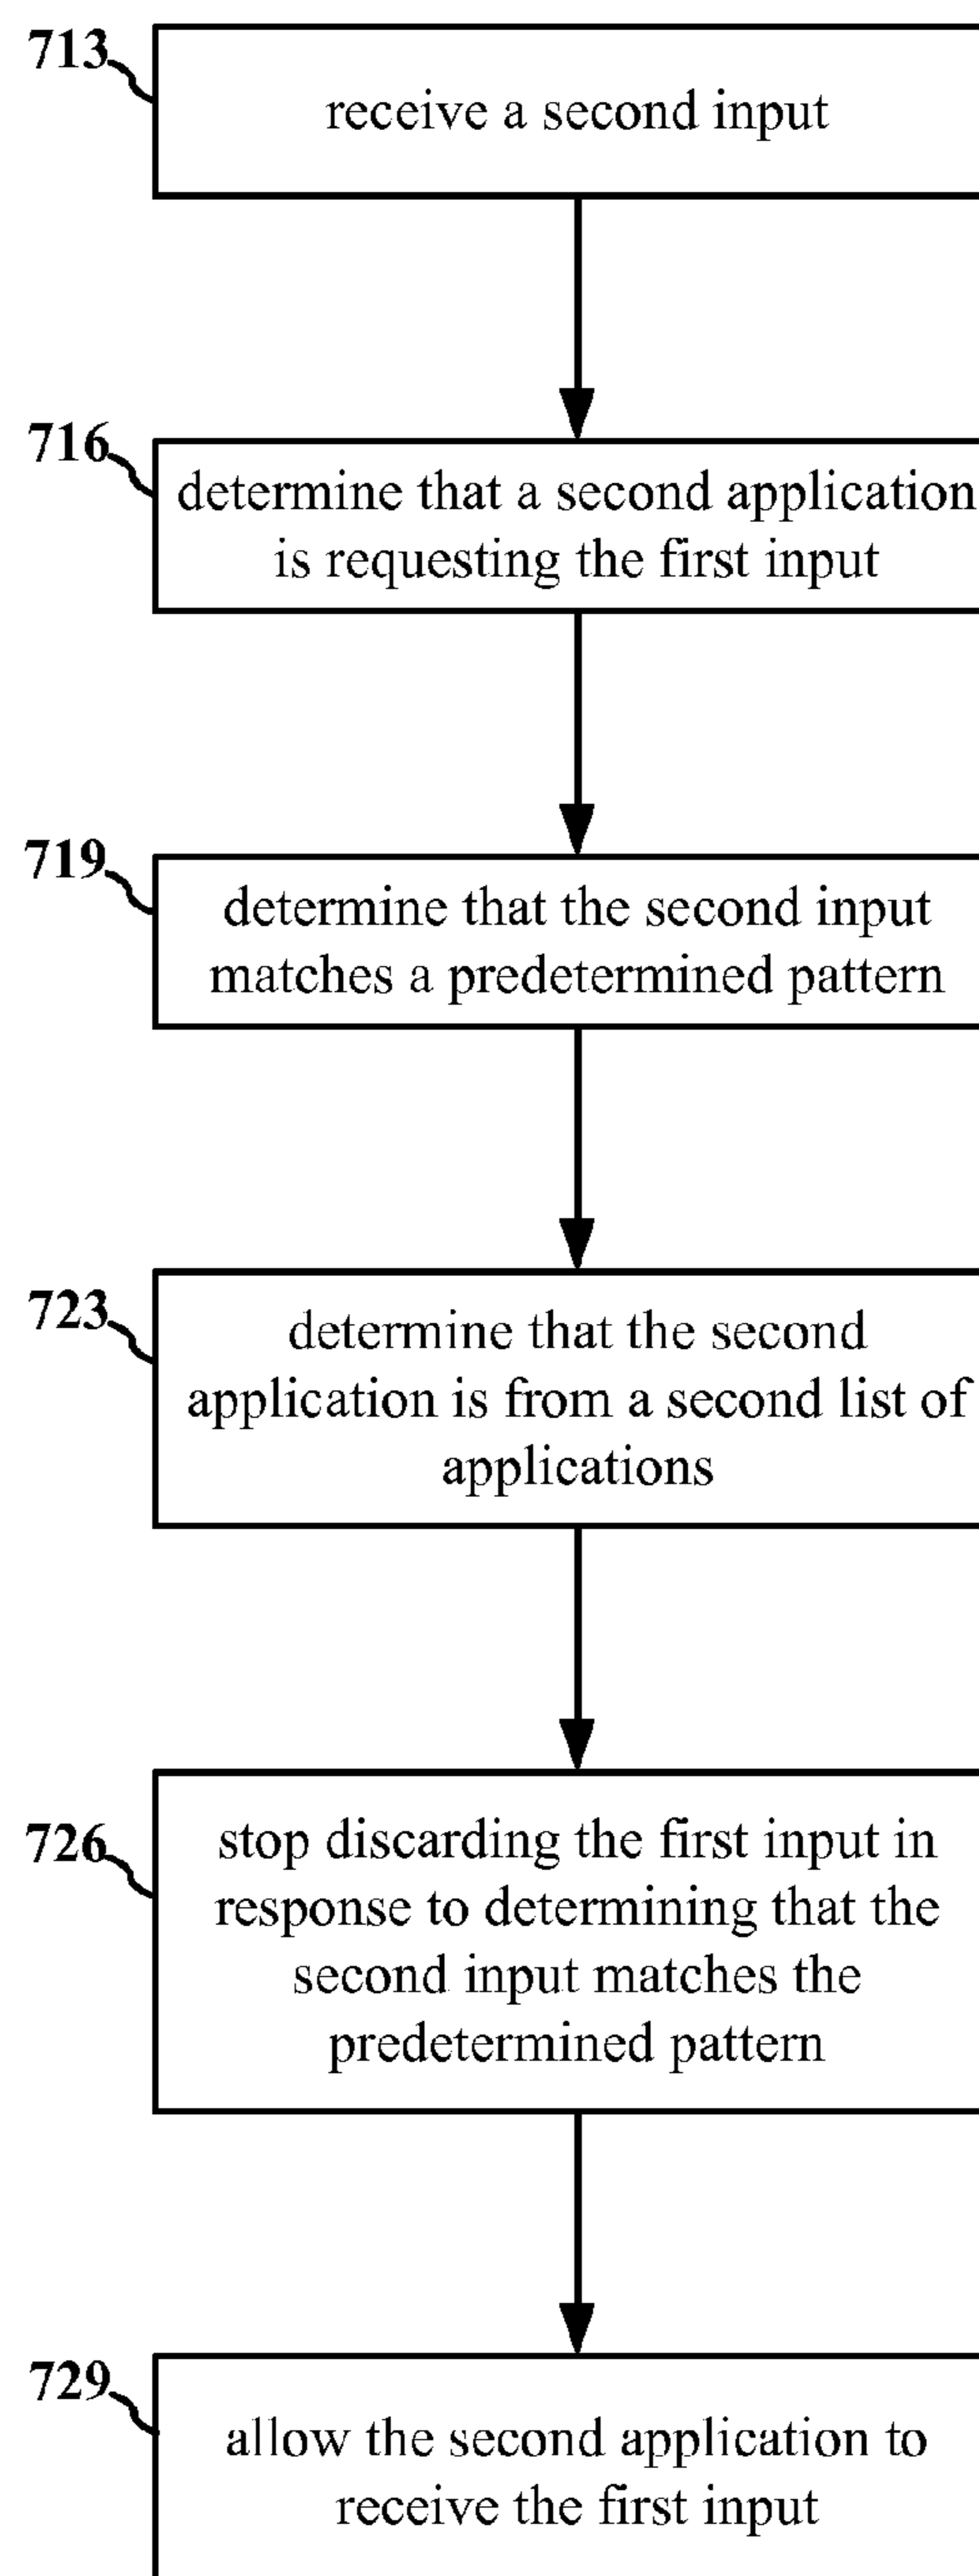 713
receive a second input
716
determine that a second application
is requesting the first input
719
determine that the second input
matches a predetermined pattern
723
determine that the second
application is from a second list of
applications
726
stop discarding the first input in
response to determining that the
second input matches the
predetermined pattern
729
allow the second application to
receive the first input